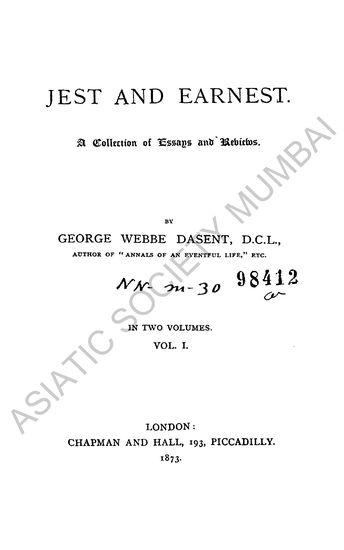 JEST AND EARNEST.
A Collection of Essays and Reviews.
BY
GEORGE WEBBE DASENT, D.C.L.,
AUTHOR OF "ANNALS OF AN EVENTFUL LIFE," ETC.
NN-m-30
98412
IN TWO VOLUMES.
VOL. I.
LONDON:
CHAPMAN AND HALL, 193, PICCADILLY.
1873.
ASIATIC SOCIETY MUMBAI